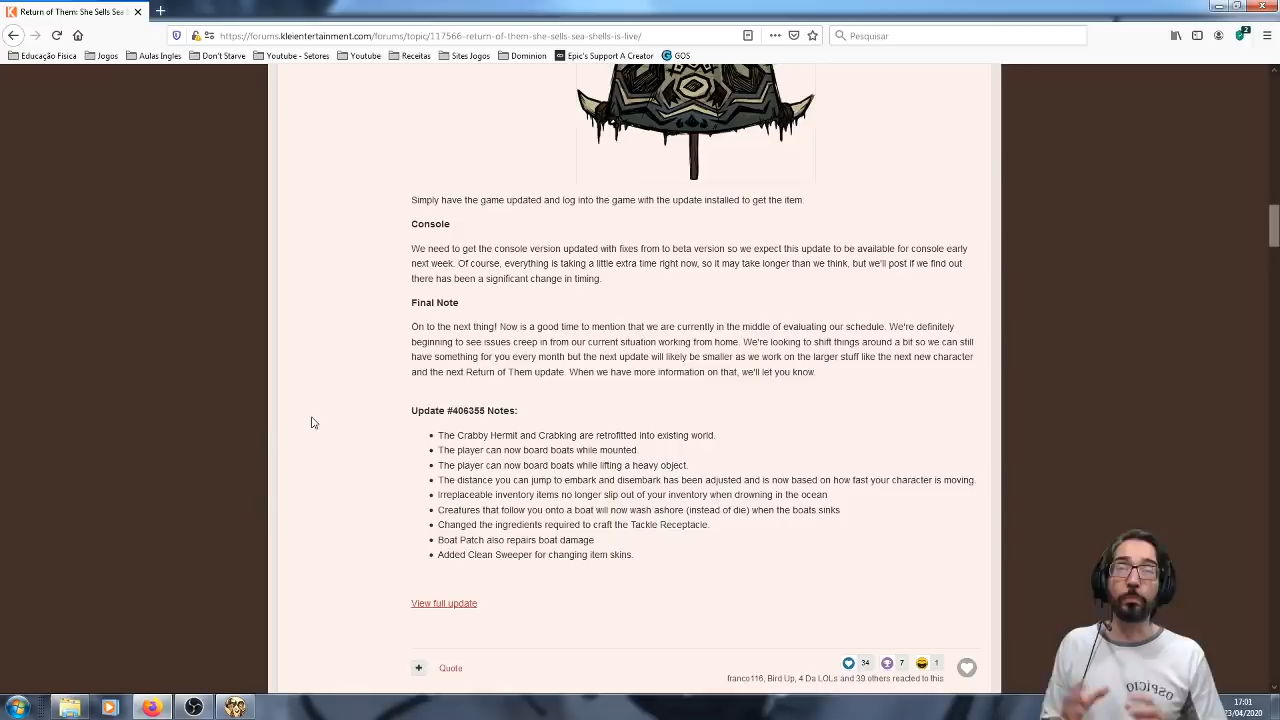 Return of Them: She Sells Sea S
https://forums.kleientertainment.com/forums/topic/117566-return-of-them-she-sells-sea-shells-is-live/
Pesquisar
2
Educação Física
Jogos
Aulas Ingles
Don't Starve
Youtube - Setores
Youtube
Receitas
Sites Jogos
Dominion
Epic's Support A Creator
GOS
Simply have the game updated and log into the game with the update installed to get the item.
Console
We need to get the console version updated with fixes from to beta version so we expect this update to be available for console early
next week. Of course, everything is taking a little extra time right now, so it may take longer than we think, but we'll post if we find out
there has been a significant change in timing.
Final Note
On to the next thing! Now is a good time to mention that we are currently in the middle of evaluating our schedule. We're definitely
beginning to see issues creep in from our current situation working from home. We're looking to shift things around a bit so we can still
have something for you every month but the next update will likely be smaller as we work on the larger stuff like the next new character
and the next Return of Them update. When we have more information on that, we'll let you know.
Update #406355 Notes:
The Crabby Hermit and Crabking are retrofitted into existing world.
The player can now board boats while mounted.
The player can now board boats while lifting a heavy object.
The distance you can jump to embark and disembark has been adjusted and is now based on how fast your character is moving.
Irreplaceable inventory items no longer slip out of your inventory when drowning in the ocean
Creatures that follow you onto a boat will now wash ashore (instead of die) when the boats sinks
Changed the ingredients required to craft the Tackle Receptacle.
Boat Patch also repairs boat damage
Added Clean Sweeper for changing item skins.
View full update
+ Quote
34 7 1
franco116, Bird Up, 4 Da LOLs and 39 others reacted to this
OSPICIO
17:01
23/04/2020